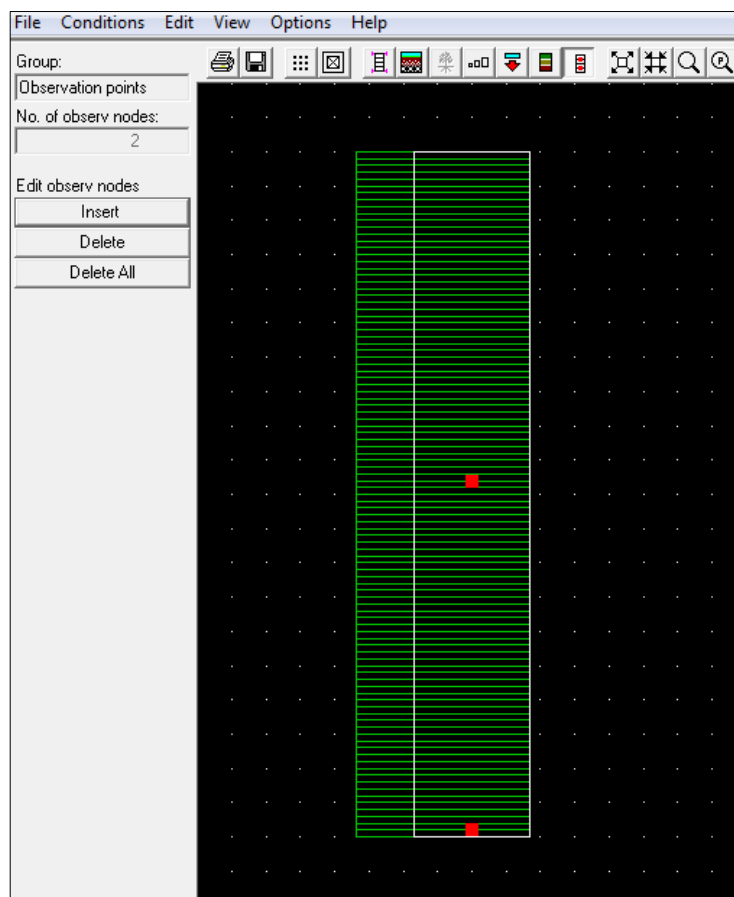 File Conditions Edit View Options Help
Group:
Observation points
No. of observ nodes:
2
Edit observ nodes
Insert
Delete
Delete All